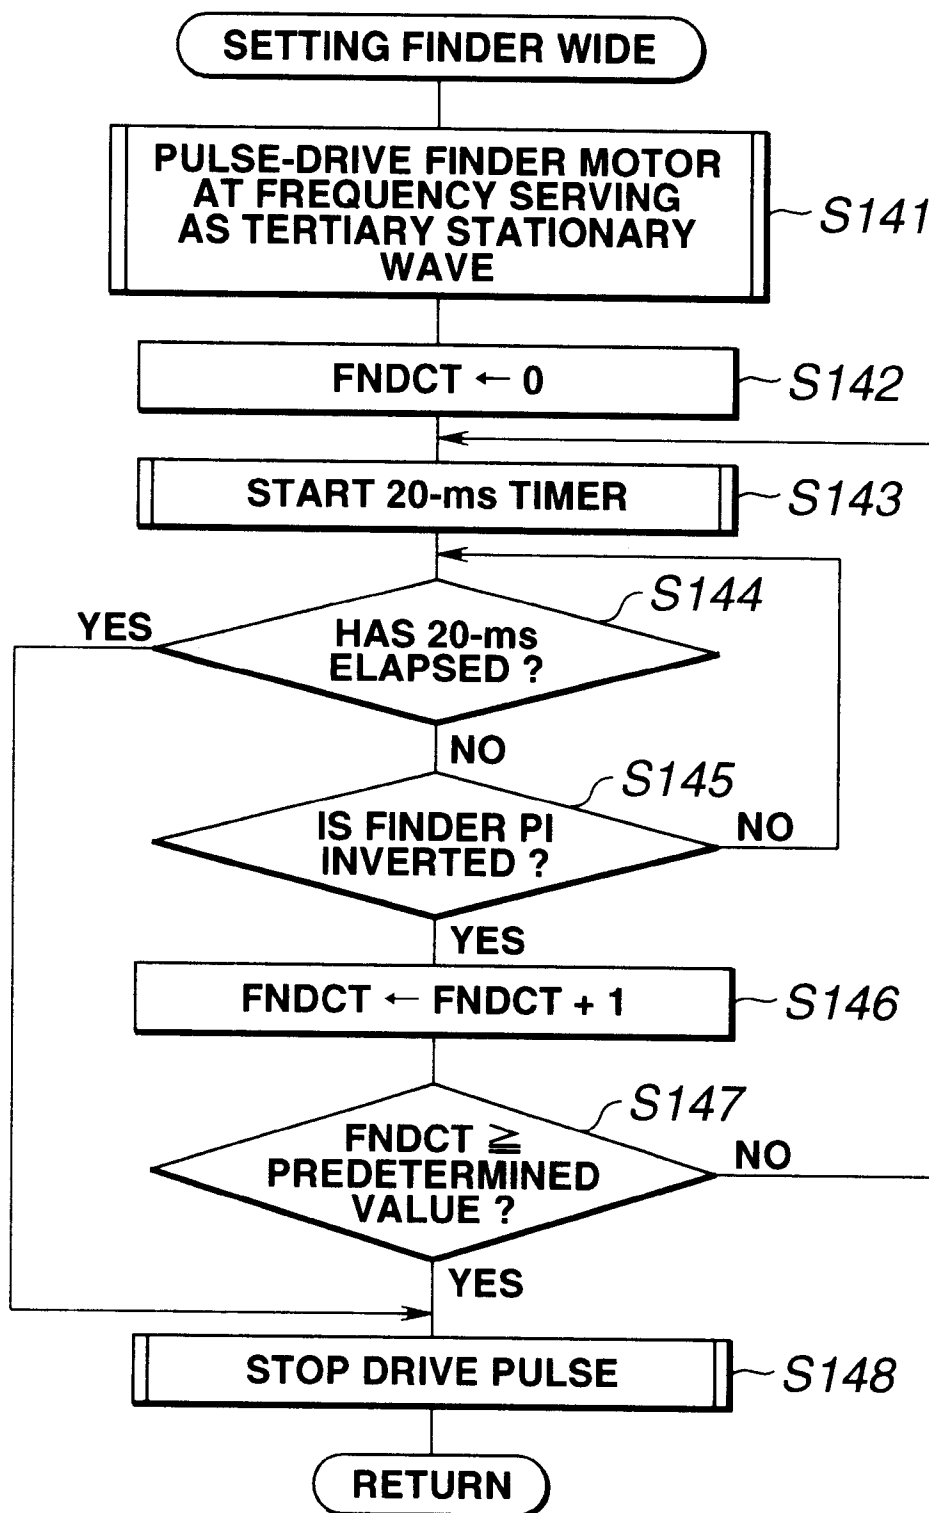 SETTING FINDER WIDE
PULSE-DRIVE FINDER MOTOR
AT FREQUENCY SERVING
AS TERTIARY STATIONARY
WAVE
S141
FNDCT ← 0
S142
START 20-ms TIMER
S143
S144
YES
HAS 20-ms
ELAPSED ?
NO
S145
IS FINDER PI
INVERTED ?
NO
YES
FNDCT ← FNDCT + 1
S146
S147
FNDCT ≧
PREDETERMINED
VALUE ?
NO
YES
STOP DRIVE PULSE
S148
RETURN